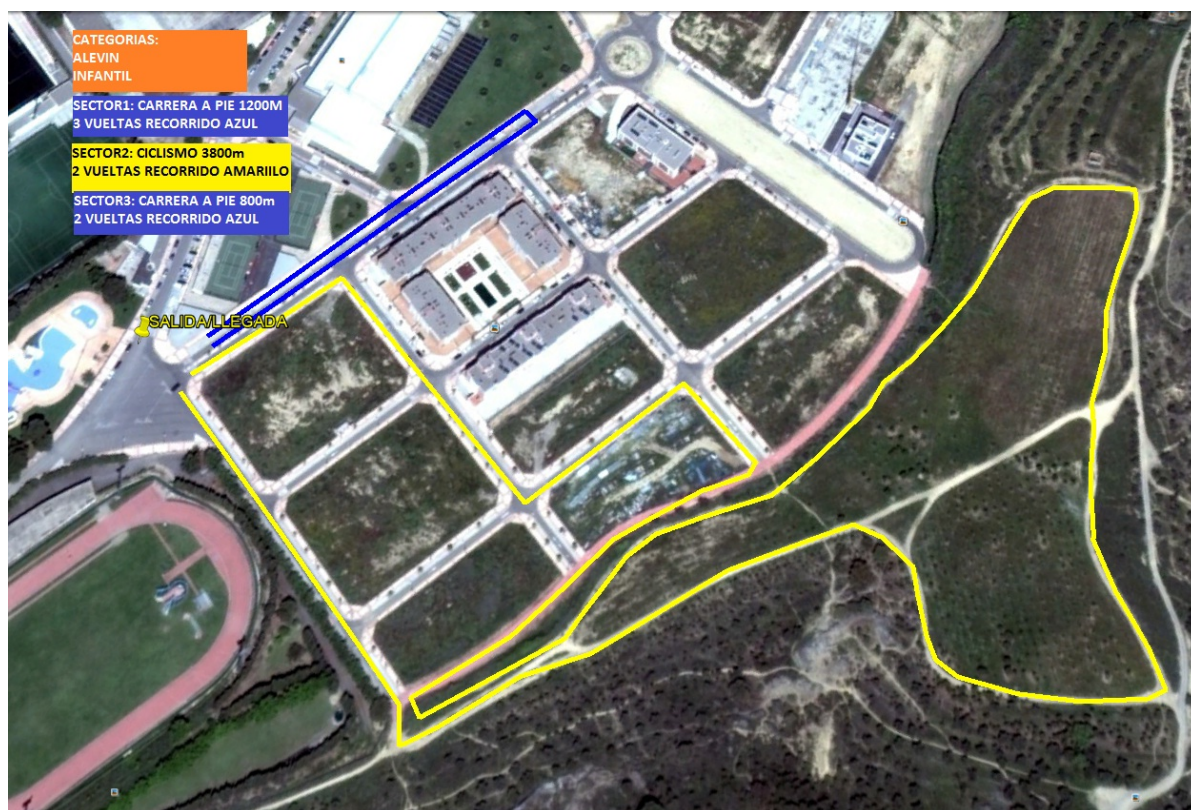 CATEGORIAS:
ALEVIN
INFANTIL
SECTOR1: CARRERA A PIE 1200M
3 VUELTAS RECORRIDO AZUL
SECTOR2: CICLISMO 3800m
2 VUELTAS RECORRIDO AMARIILO
SECTOR3: CARRERA A PIE 800m
2 VUELTAS RECORRIDO AZUL
SALIDA/LLEGADA